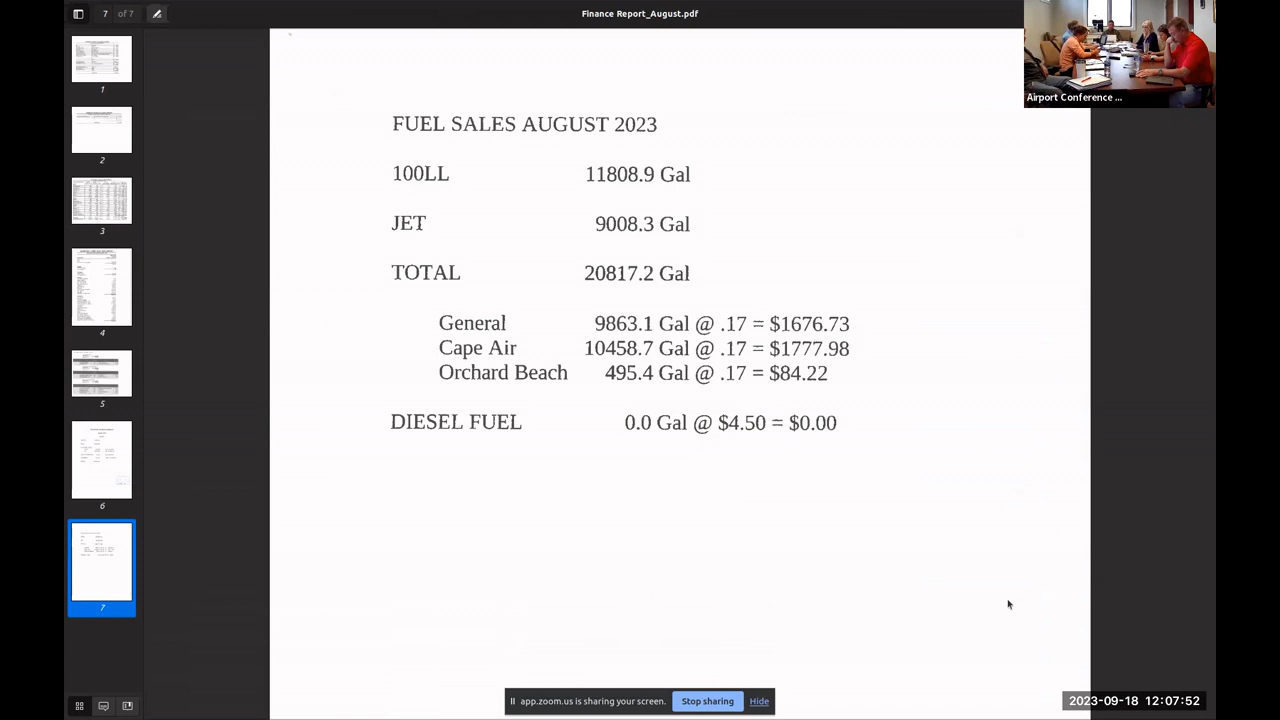 7 of 7
Finance Report_August.pdf
Airport Conference ...
1
2
3
4
5
6
7
FUEL SALES AUGUST 2023
100LL 11808.9 Gal
JET 9008.3 Gal
TOTAL 20817.2 Gal
General 9863.1 Gal @ .17 = $1676.73
Cape Air 10458.7 Gal @ .17 = $1777.98
Orchard Beach 495.4 Gal @ .17 = $84.22
DIESEL FUEL 0.0 Gal @ $4.50 = $0.00
app.zoom.us is sharing your screen. Stop sharing Hide
2023-09-18 12:07:52